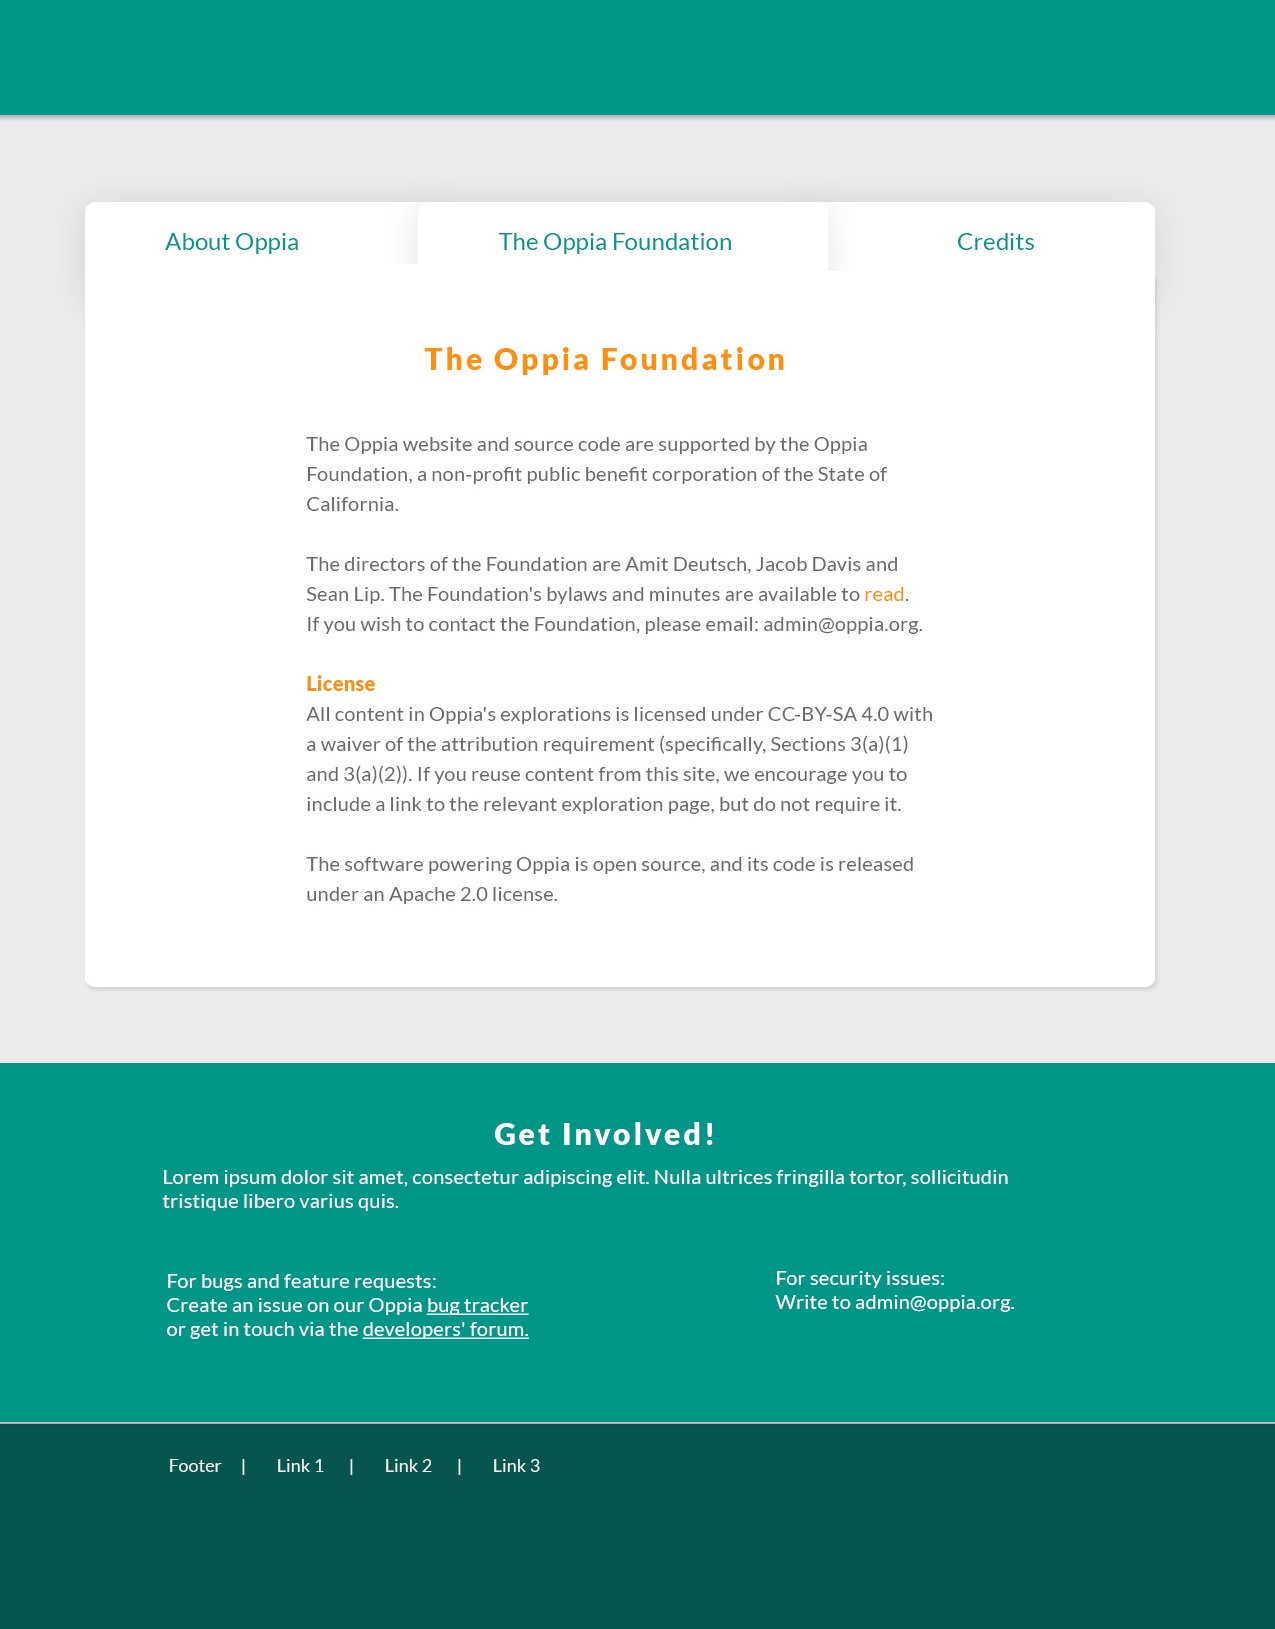 About Oppia
The Oppia Foundation
Credits
The Oppia Foundation
The Oppia website and source code are supported by the Oppia
Foundation, a non-profit public benefit corporation of the State of
California.
The directors of the Foundation are Amit Deutsch, Jacob Davis and
Sean Lip. The Foundation's bylaws and minutes are available to read.
If you wish to contact the Foundation, please email: admin@oppia.org.
License
All content in Oppia's explorations is licensed under CC-BY-SA 4.0 with
a waiver of the attribution requirement (specifically, Sections 3(a)(1)
and 3(a)(2)). If you reuse content from this site, we encourage you to
include a link to the relevant exploration page, but do not require it.
The software powering Oppia is open source, and its code is released
under an Apache 2.0 license.
Get Involved!
Lorem ipsum dolor sit amet, consectetur adipiscing elit. Nulla ultrices fringilla tortor, sollicitudin
tristique libero varius quis.
For bugs and feature requests:
Create an issue on our Oppia bug tracker
or get in touch via the developers' forum.
For security issues:
Write to admin@oppia.org.
Footer | Link 1 | Link 2 | Link 3